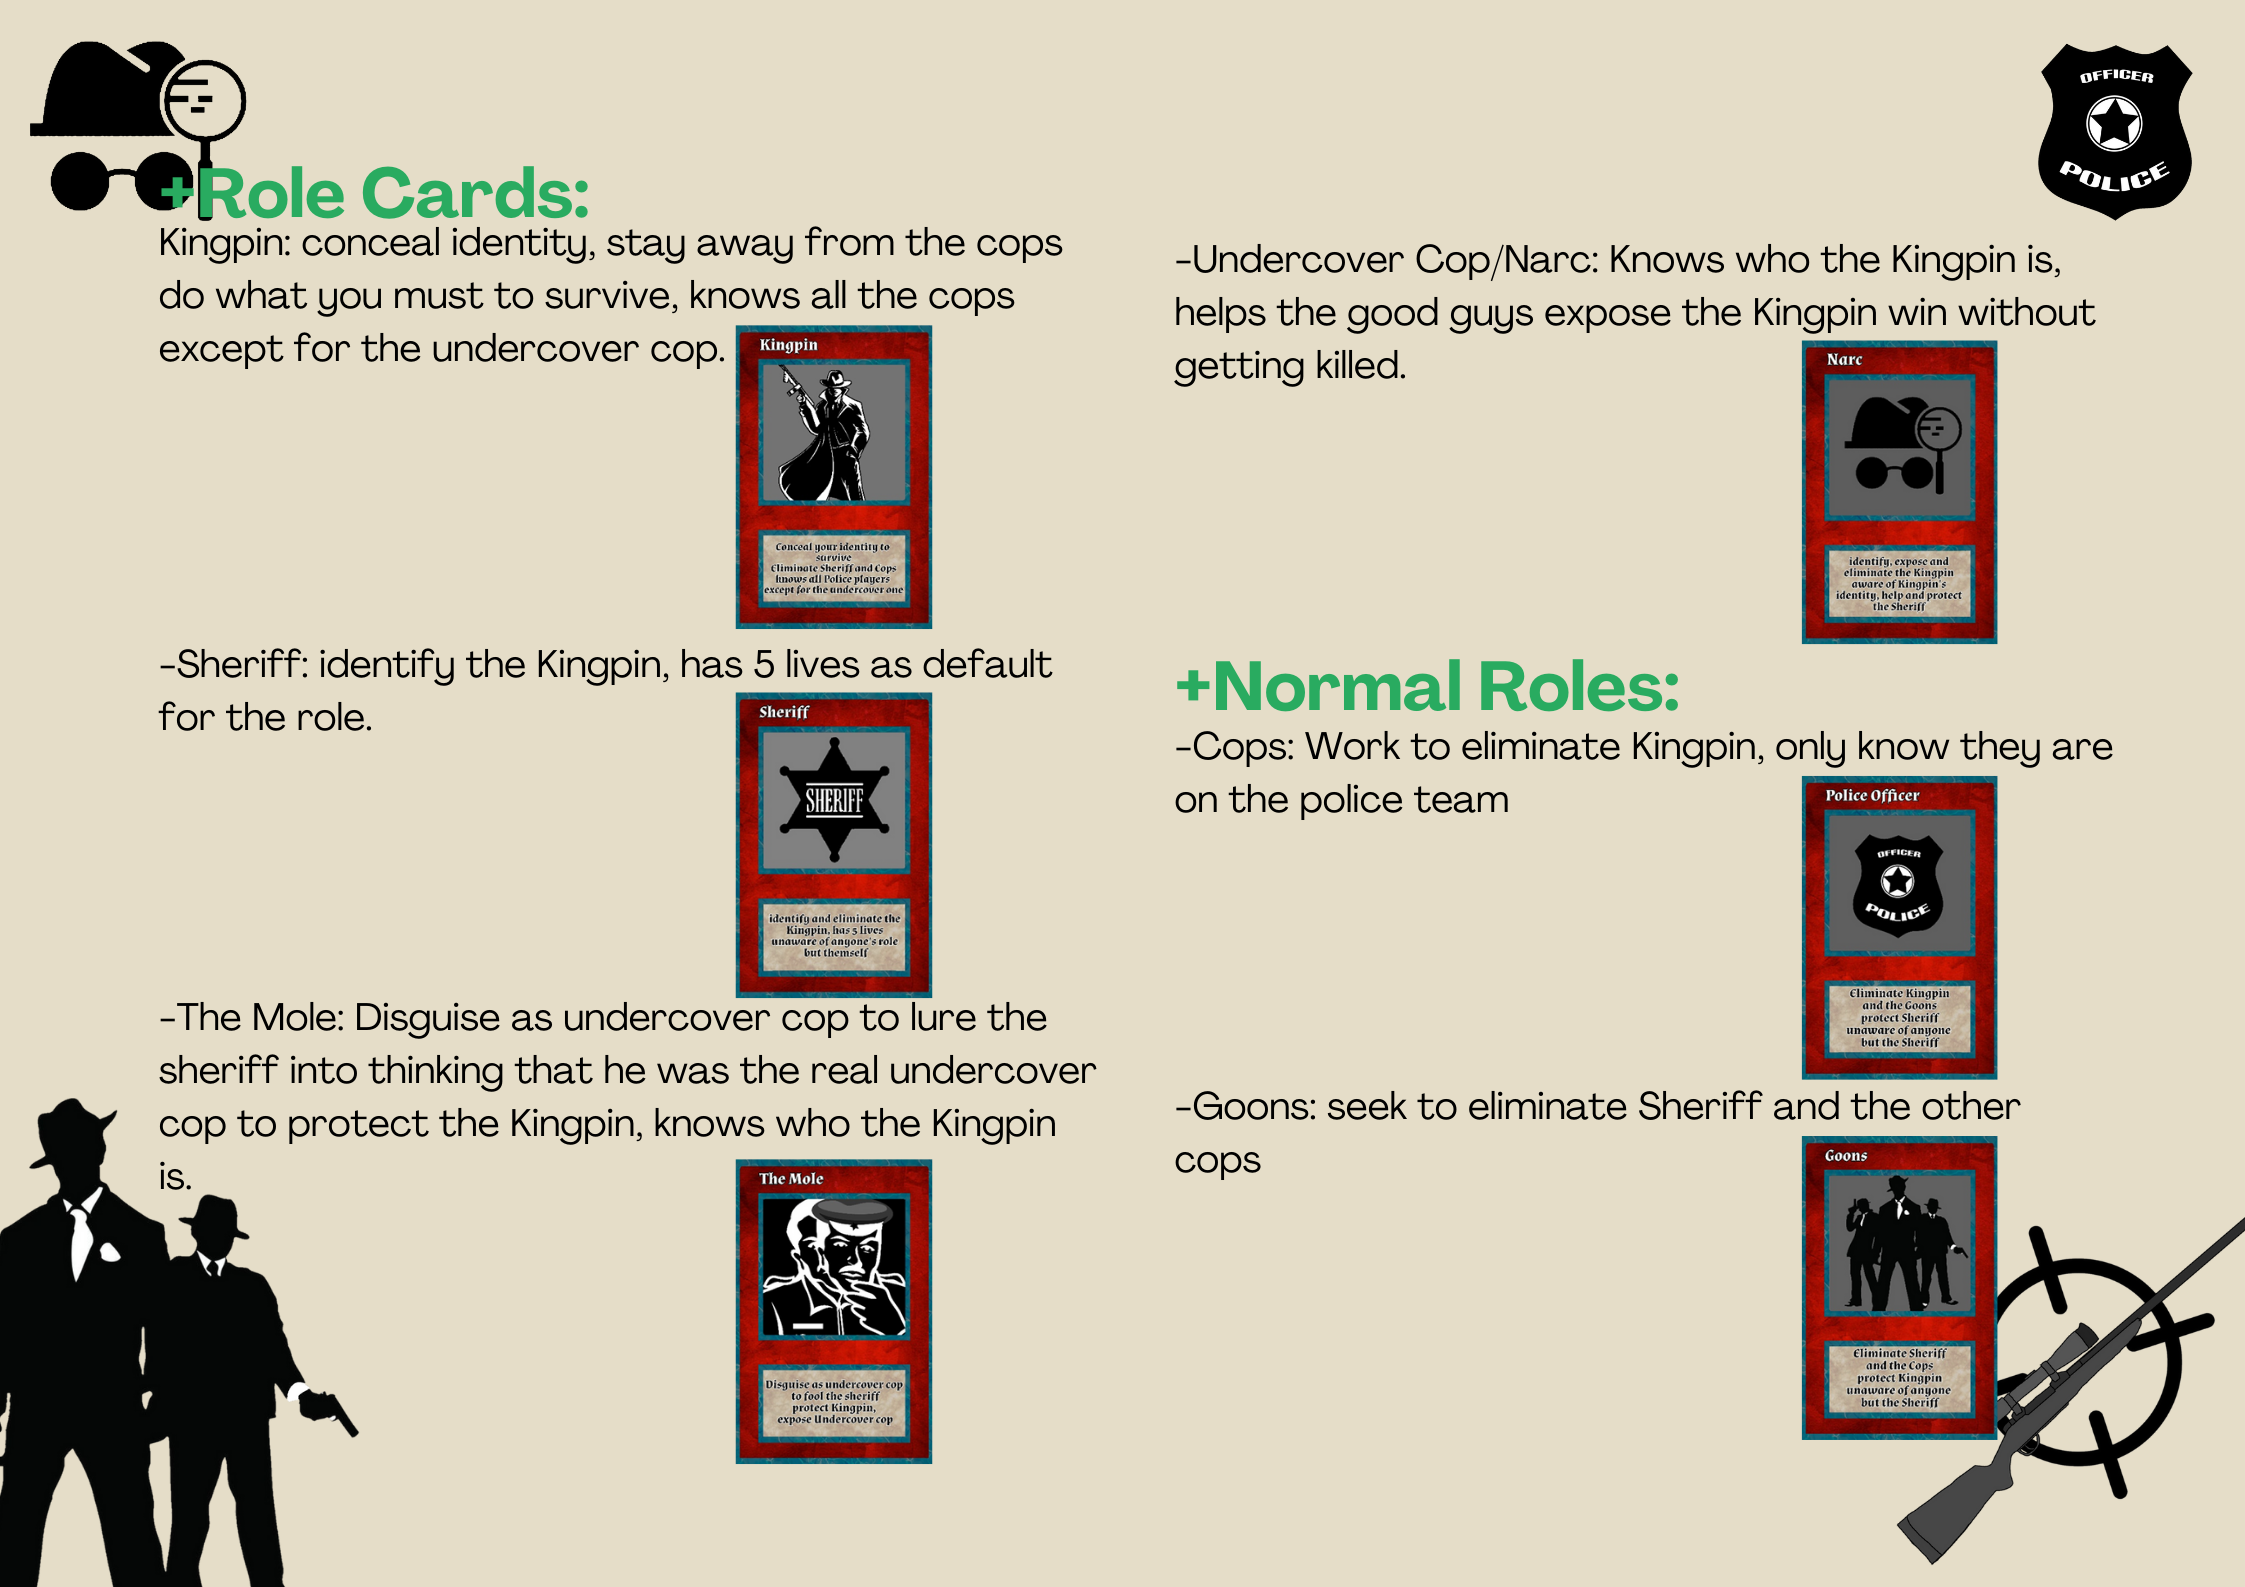 +Role Cards:
Kingpin: conceal identity, stay away from the cops
do what you must to survive, knows all the cops
except for the undercover cop.
Kingpin
Conceal your identity to
survive
Eliminate Sheriff and Cops
knows all Police players
except for the undercover one
-Sheriff: identify the Kingpin, has 5 lives as default
for the role.
Sheriff
SHERIFF
identify and eliminate the
Kingpin, has 5 lives
unaware of anyone's role
but themself
-The Mole: Disguise as undercover cop to lure the
sheriff into thinking that he was the real undercover
cop to protect the Kingpin, knows who the Kingpin
is.
The Mole
Disguise as undercover cop
to fool the sheriff
protect Kingpin,
expose Undercover cop
OFFICER
POLICE
-Undercover Cop/Narc: Knows who the Kingpin is,
helps the good guys expose the Kingpin win without
getting killed.
Narc
identify, expose and
eliminate the Kingpin
aware of Kingpin's
identity, help and protect
the Sheriff
+Normal Roles:
-Cops: Work to eliminate Kingpin, only know they are
on the police team
Police Officer
OFFICER
POLICE
Eliminate Kingpin
and the Goons
protect Sheriff
unaware of anyone
but the Sheriff
-Goons: seek to eliminate Sheriff and the other
cops
Goons
Eliminate Sheriff
and the Cops
protect Kingpin
unaware of anyone
but the Sheriff